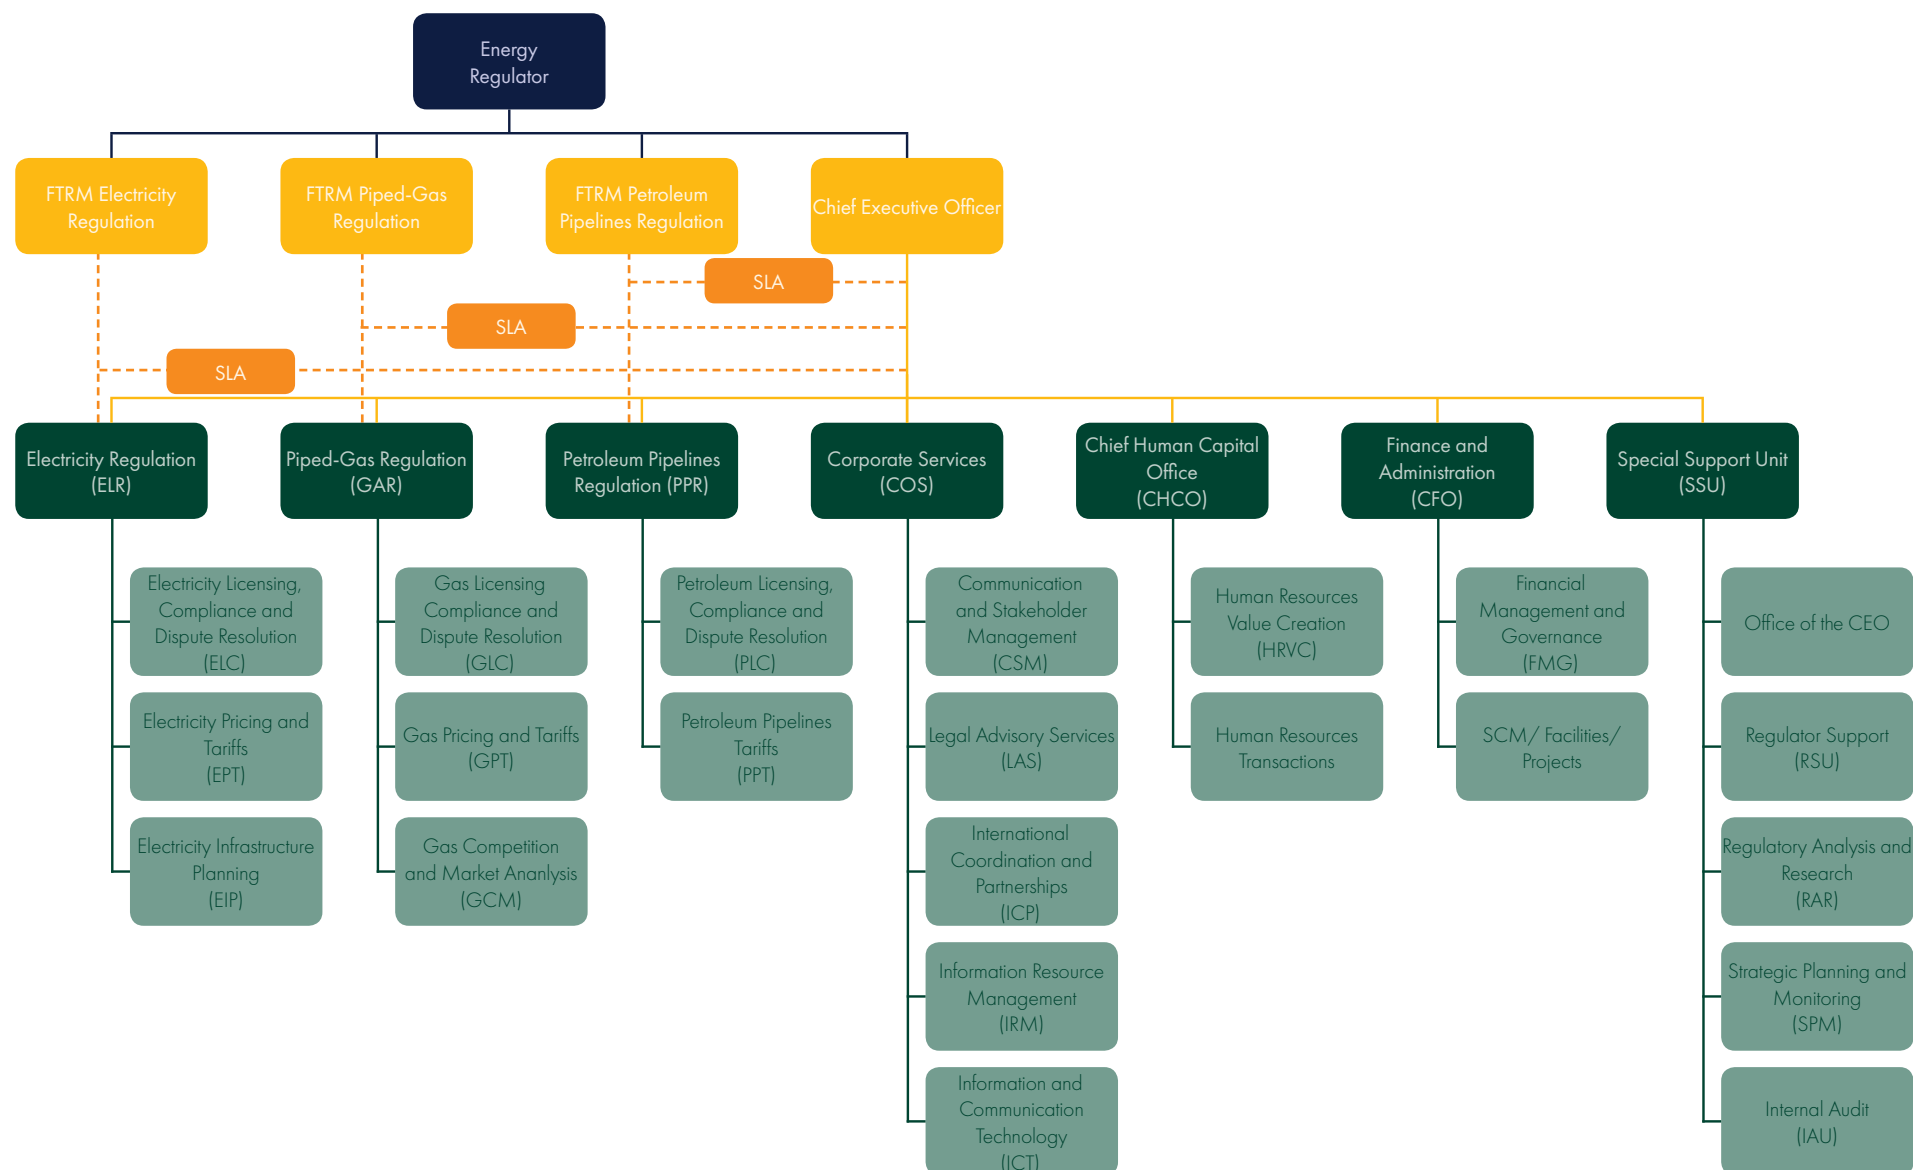 Energy
Regulator
FTRM Electricity
Regulation
FTRM Piped-Gas
Regulation
FTRM Petroleum
Pipelines Regulation
Chief Executive Officer
SLA
SLA
SLA
Electricity Regulation
(ELR)
Piped-Gas Regulation
(GAR)
Petroleum Pipelines
Regulation (PPR)
Corporate Services
(COS)
Chief Human Capital
Office
(CHCO)
Finance and
Administration
(CFO)
Special Support Unit
(SSU)
Electricity Licensing,
Compliance and
Dispute Resolution
(ELC)
Electricity Pricing and
Tariffs
(EPT)
Electricity Infrastructure
Planning
(EIP)
Gas Licensing
Compliance and
Dispute Resolution
(GLC)
Gas Pricing and Tariffs
(GPT)
Gas Competition
and Market Ananlysis
(GCM)
Petroleum Licensing,
Compliance and
Dispute Resolution
(PLC)
Petroleum Pipelines
Tariffs
(PPT)
Communication
and Stakeholder
Management
(CSM)
Legal Advisory Services
(LAS)
International
Coordination and
Partnerships
(ICP)
Information Resource
Management
(IRM)
Information and
Communication
Technology
(ICT)
Human Resources
Value Creation
(HRVC)
Human Resources
Transactions
Financial
Management and
Governance
(FMG)
SCM/ Facilities/
Projects
Office of the CEO
Regulator Support
(RSU)
Regulatory Analysis and
Research
(RAR)
Strategic Planning and
Monitoring
(SPM)
Internal Audit
(IAU)